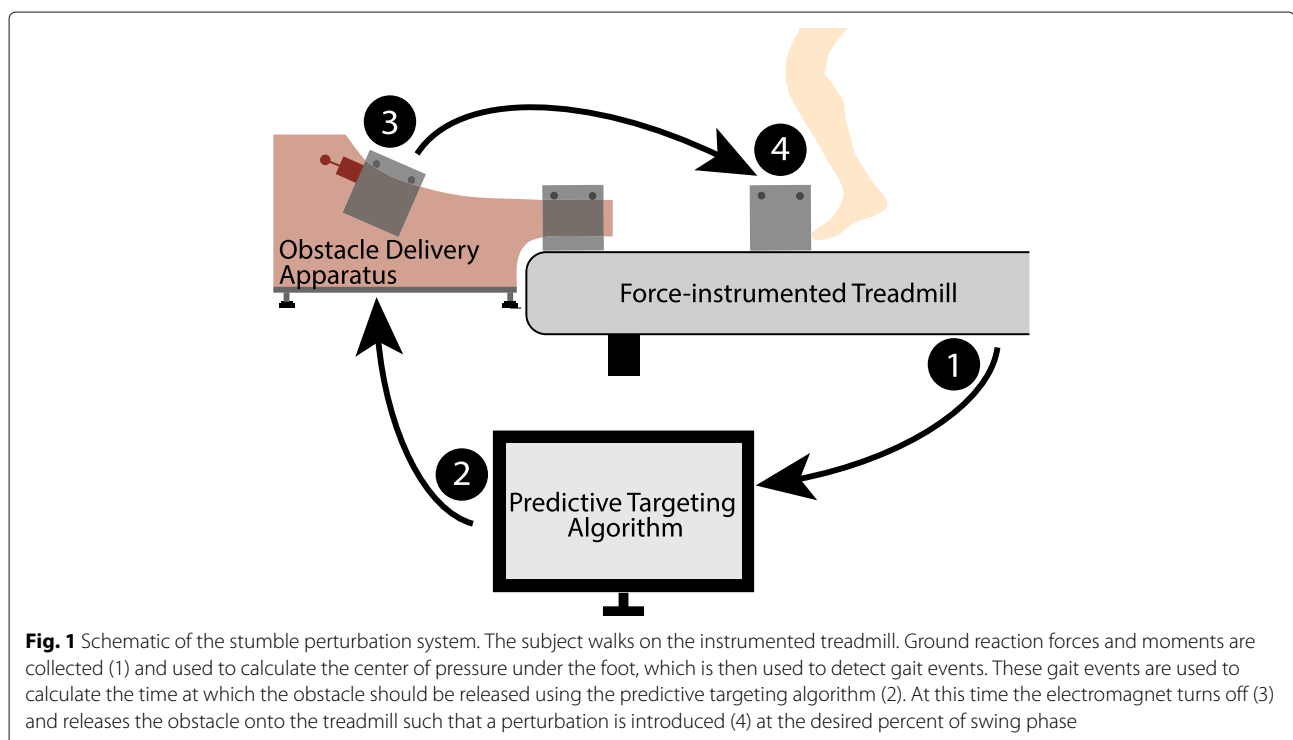 3
4
Obstacle Delivery
Apparatus
Force-instrumented Treadmill
1
2
Predictive Targeting
Algorithm
Fig. 1 Schematic of the stumble perturbation system. The subject walks on the instrumented treadmill. Ground reaction forces and moments are
collected (1) and used to calculate the center of pressure under the foot, which is then used to detect gait events. These gait events are used to
calculate the time at which the obstacle should be released using the predictive targeting algorithm (2). At this time the electromagnet turns off (3)
and releases the obstacle onto the treadmill such that a perturbation is introduced (4) at the desired percent of swing phase